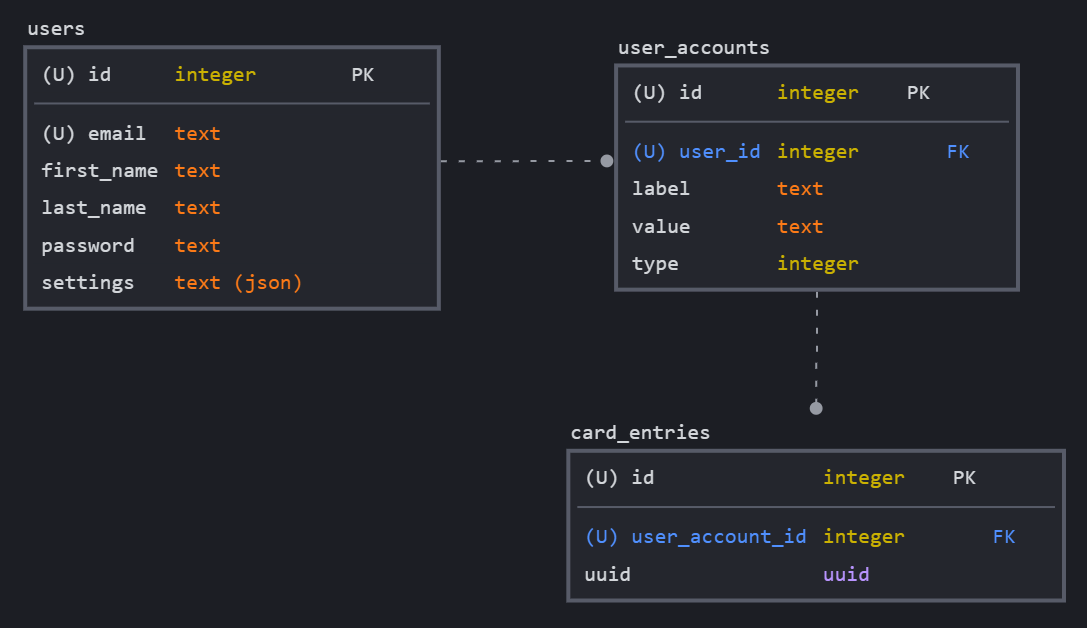 users
(U) id integer PK
(U) email text
first_name text
last_name text
password text
settings text (json)
user_accounts
(U) id integer PK
(U) user_id integer FK
label text
value text
type integer
card_entries
(U) id integer PK
(U) user_account_id integer FK
uuid uuid